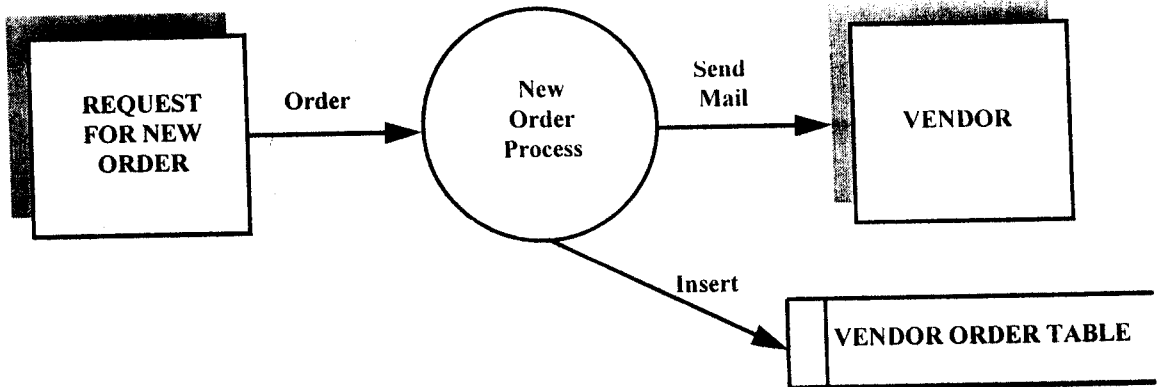 REQUEST
FOR NEW
ORDER
Order
New
Order
Process
Send
Mail
VENDOR
Insert
VENDOR ORDER TABLE